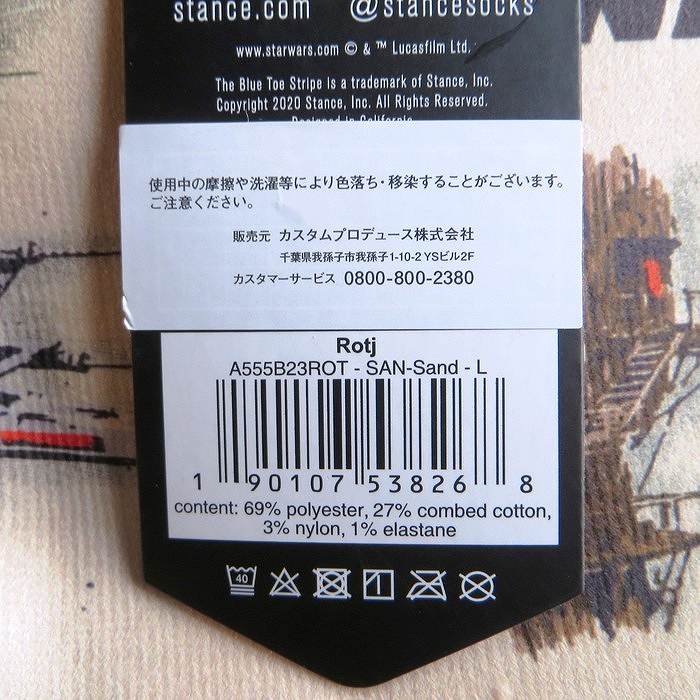 stance.com @stancesocks
www.starwars.com © & ™ Lucasfilm Ltd.
The Blue Toe Stripe is a trademark of Stance, Inc.
Copyright 2020 Stance, Inc. All Rights Reserved.
Designed in California
使用中の摩擦や洗濯等により色落ち・移染することがございます。
ご注意ください。
販売元 カスタムプロデュース株式会社
千葉県我孫子市我孫子1-10-2 YSビル2F
カスタマーサービス 0800-800-2380
Rotj
A555B23ROT - SAN-Sand - L
1 90107 53826 8
content: 69% polyester, 27% combed cotton,
3% nylon, 1% elastane
40